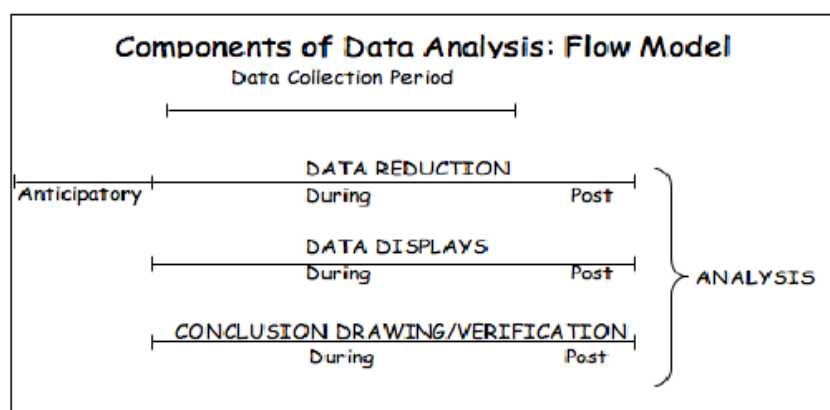 Components of Data Analysis: Flow Model
Data Collection Period
DATA REDUCTION
Anticipatory During Post
DATA DISPLAYS
During Post
ANALYSIS
CONCLUSION DRAWING/VERIFICATION
During Post